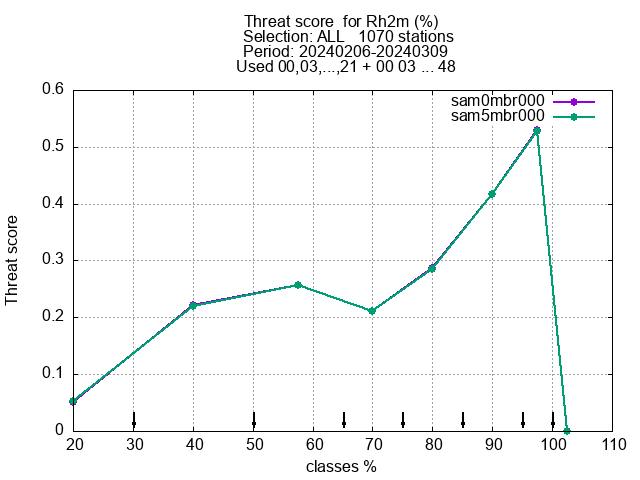 Threat score  for Rh2m (%)
Selection: ALL   1070 stations
Period: 20240206-20240309
Used 00,03,...,21 + 00 03 ... 48
sam0mbr000
sam5mbr000
0.6
0.5
0.4
0.3
0.2
0.1
0
Threat score
20 30 40 50 60 70 80 90 100 110
classes %